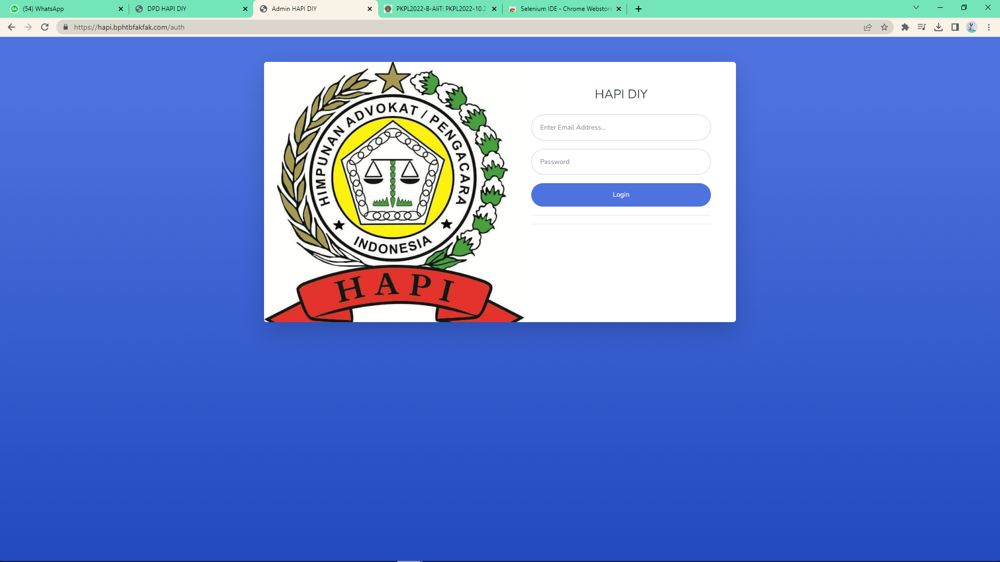 54
(54) WhatsApp
DPD HAPI DIY
Admin HAPI DIY
PKPL2022-B-AliT: PKPL2022-10.2
Selenium IDE - Chrome Webstore
https://hapi.bphtbfakfak.com/auth
HIMPUNAN ADVOKAT / PENGACARA
INDONESIA
HAPI
HAPI DIY
Enter Email Address...
Password
Login